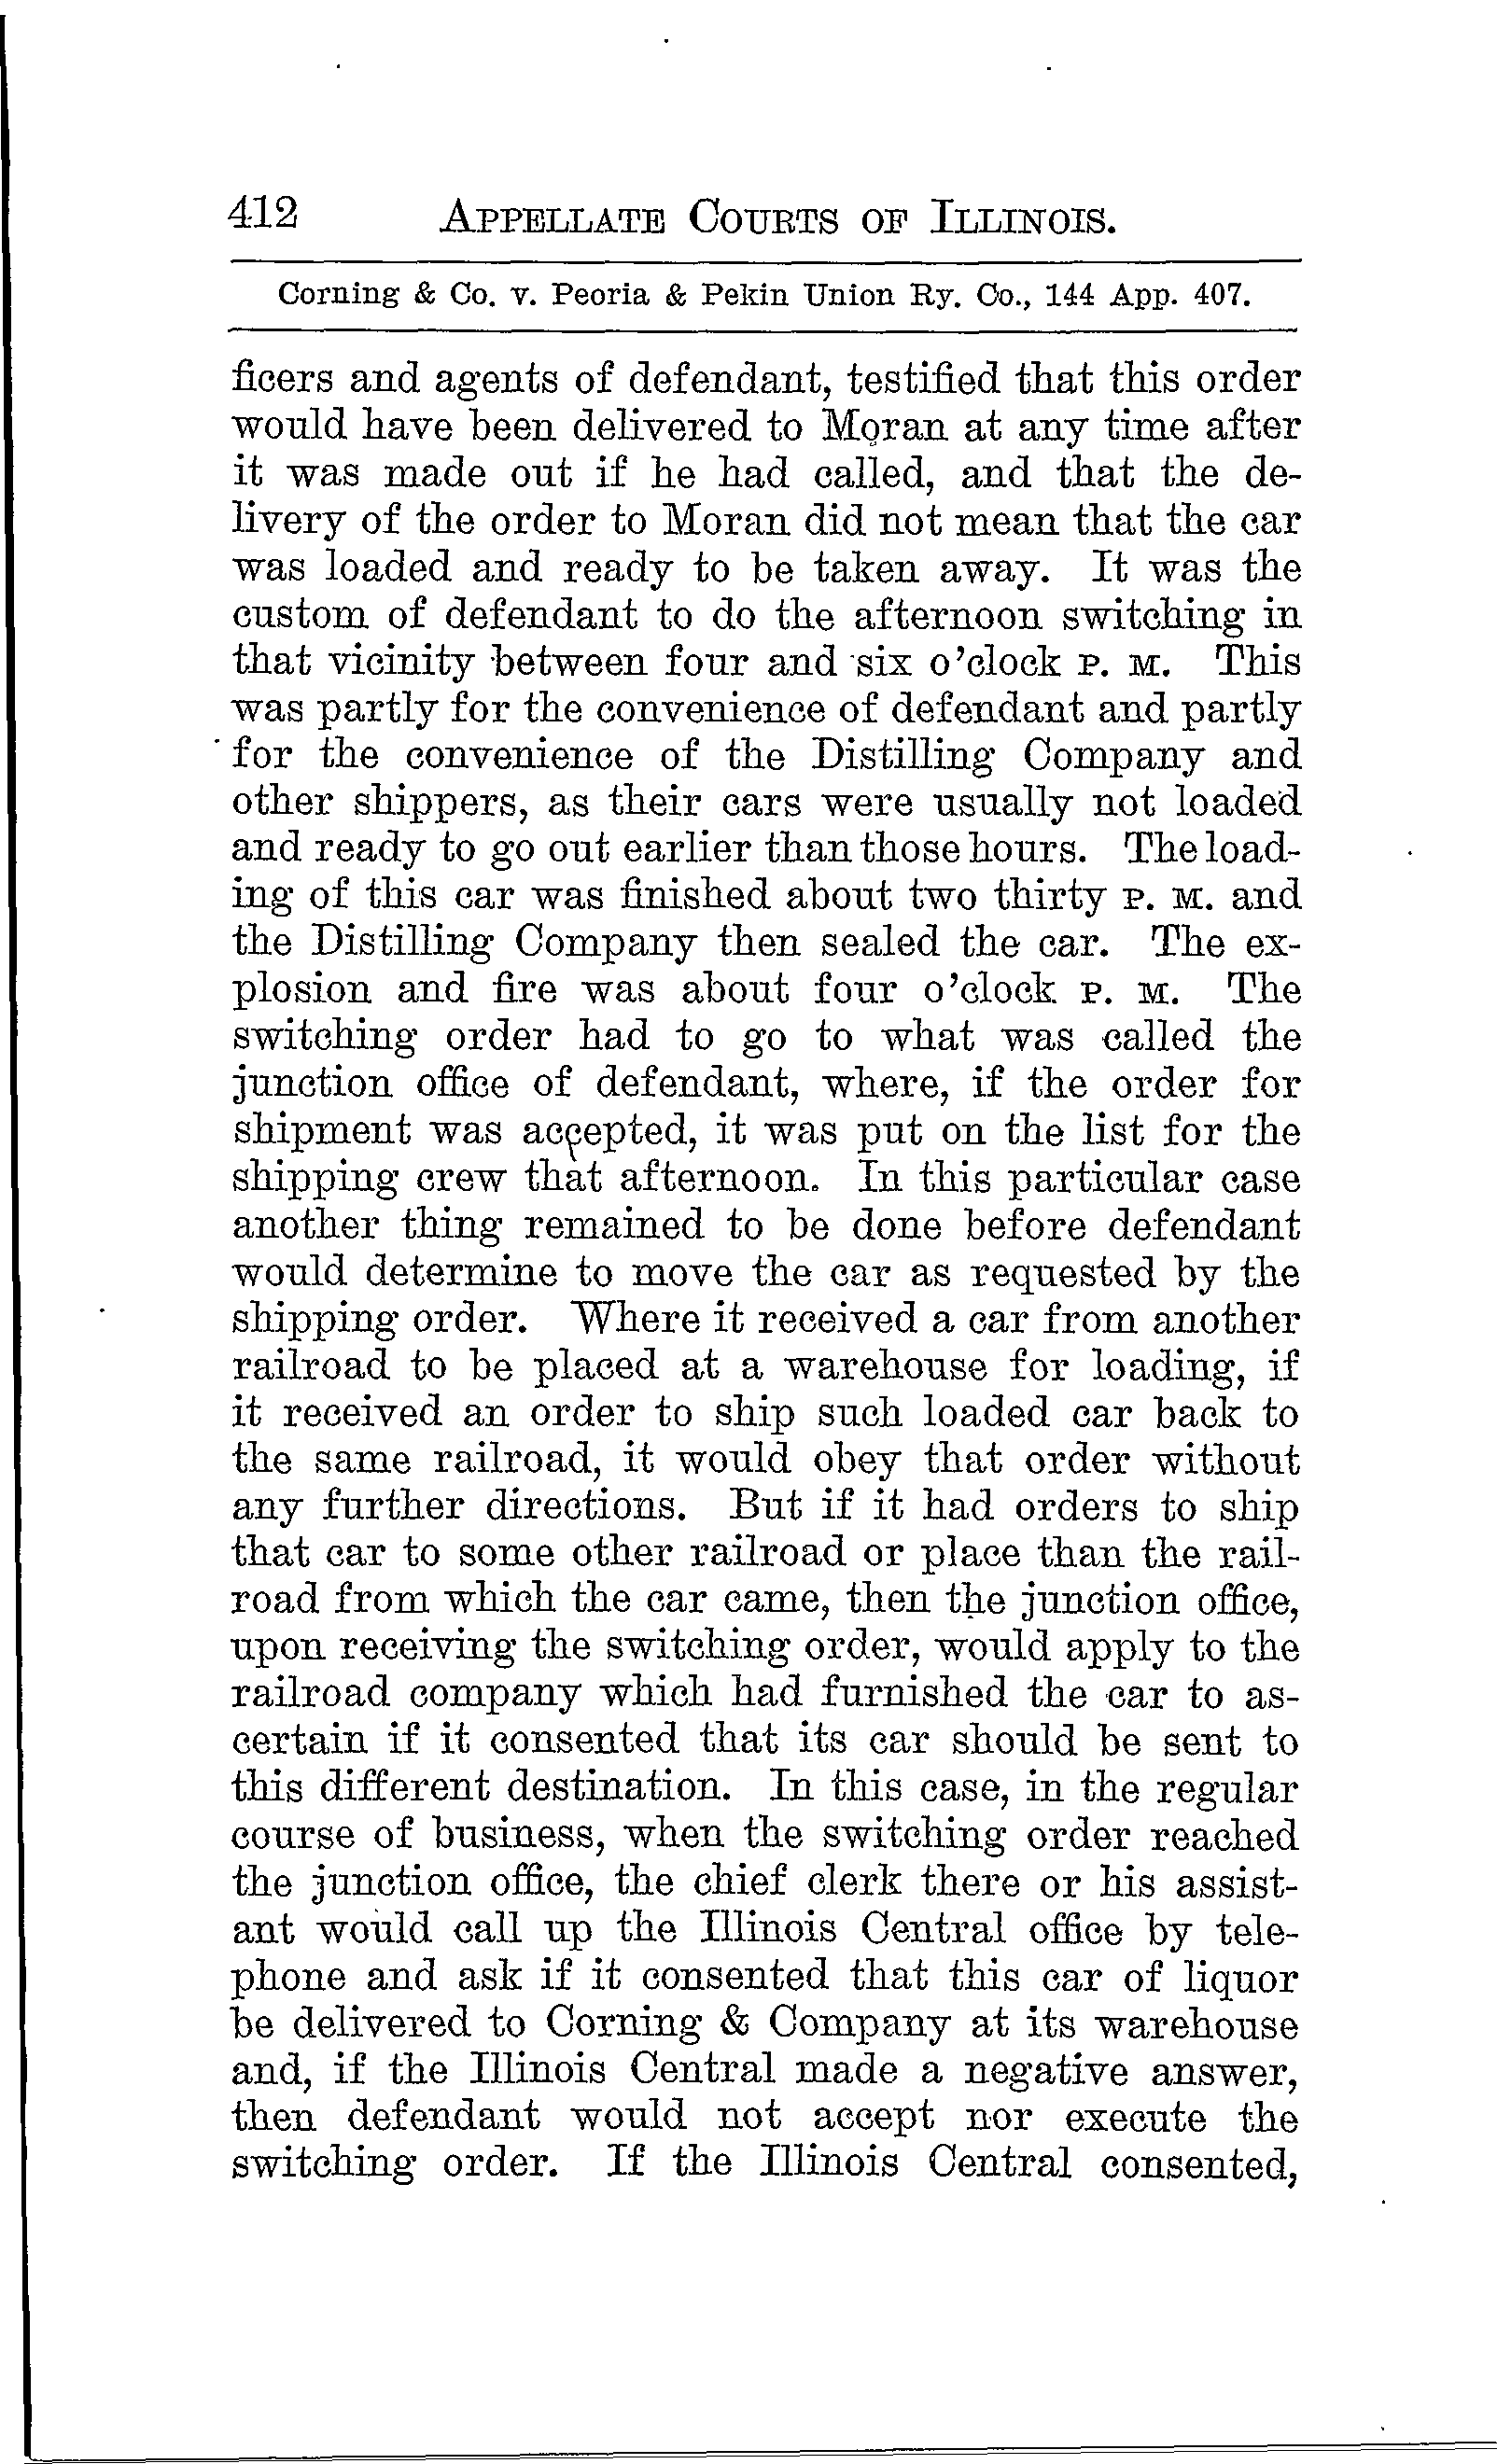 412 APPELLATE COURTS OF ILLINOIS.
Corning & Co. v. Peoria & Pekin Union Ry. Co., 144 App. 407.
ficers and agents of defendant, testified that this order
would have been delivered to Moran at any time after
it was made out if he had called, and that the de-
livery of the order to Moran did not mean that the car
was loaded and ready to be taken away. It was the
custom of defendant to do the afternoon switching in
that vicinity between four and six o'clock P. M. This
was partly for the convenience of defendant and partly
for the convenience of the Distilling Company and
other shippers, as their cars were usually not loaded
and ready to go out earlier than those hours. The load-
ing of this car was finished about two thirty P. M. and
the Distilling Company then sealed the car. The ex-
plosion and fire was about four o'clock P. M. The
switching order had to go to what was called the
junction office of defendant, where, if the order for
shipment was accepted, it was put on the list for the
shipping crew that afternoon. In this particular case
another thing remained to be done before defendant
would determine to move the car as requested by the
shipping order. Where it received a car from another
railroad to be placed at a warehouse for loading, if
it received an order to ship such loaded car back to
the same railroad, it would obey that order without
any further directions. But if it had orders to ship
that car to some other railroad or place than the rail-
road from which the car came, then the junction office,
upon receiving the switching order, would apply to the
railroad company which had furnished the car to as-
certain if it consented that its car should be sent to
this different destination. In this case, in the regular
course of business, when the switching order reached
the junction office, the chief clerk there or his assist-
ant would call up the Illinois Central office by tele-
phone and ask if it consented that this car of liquor
be delivered to Corning & Company at its warehouse
and, if the Illinois Central made a negative answer,
then defendant would not accept nor execute the
switching order. If the Illinois Central consented,